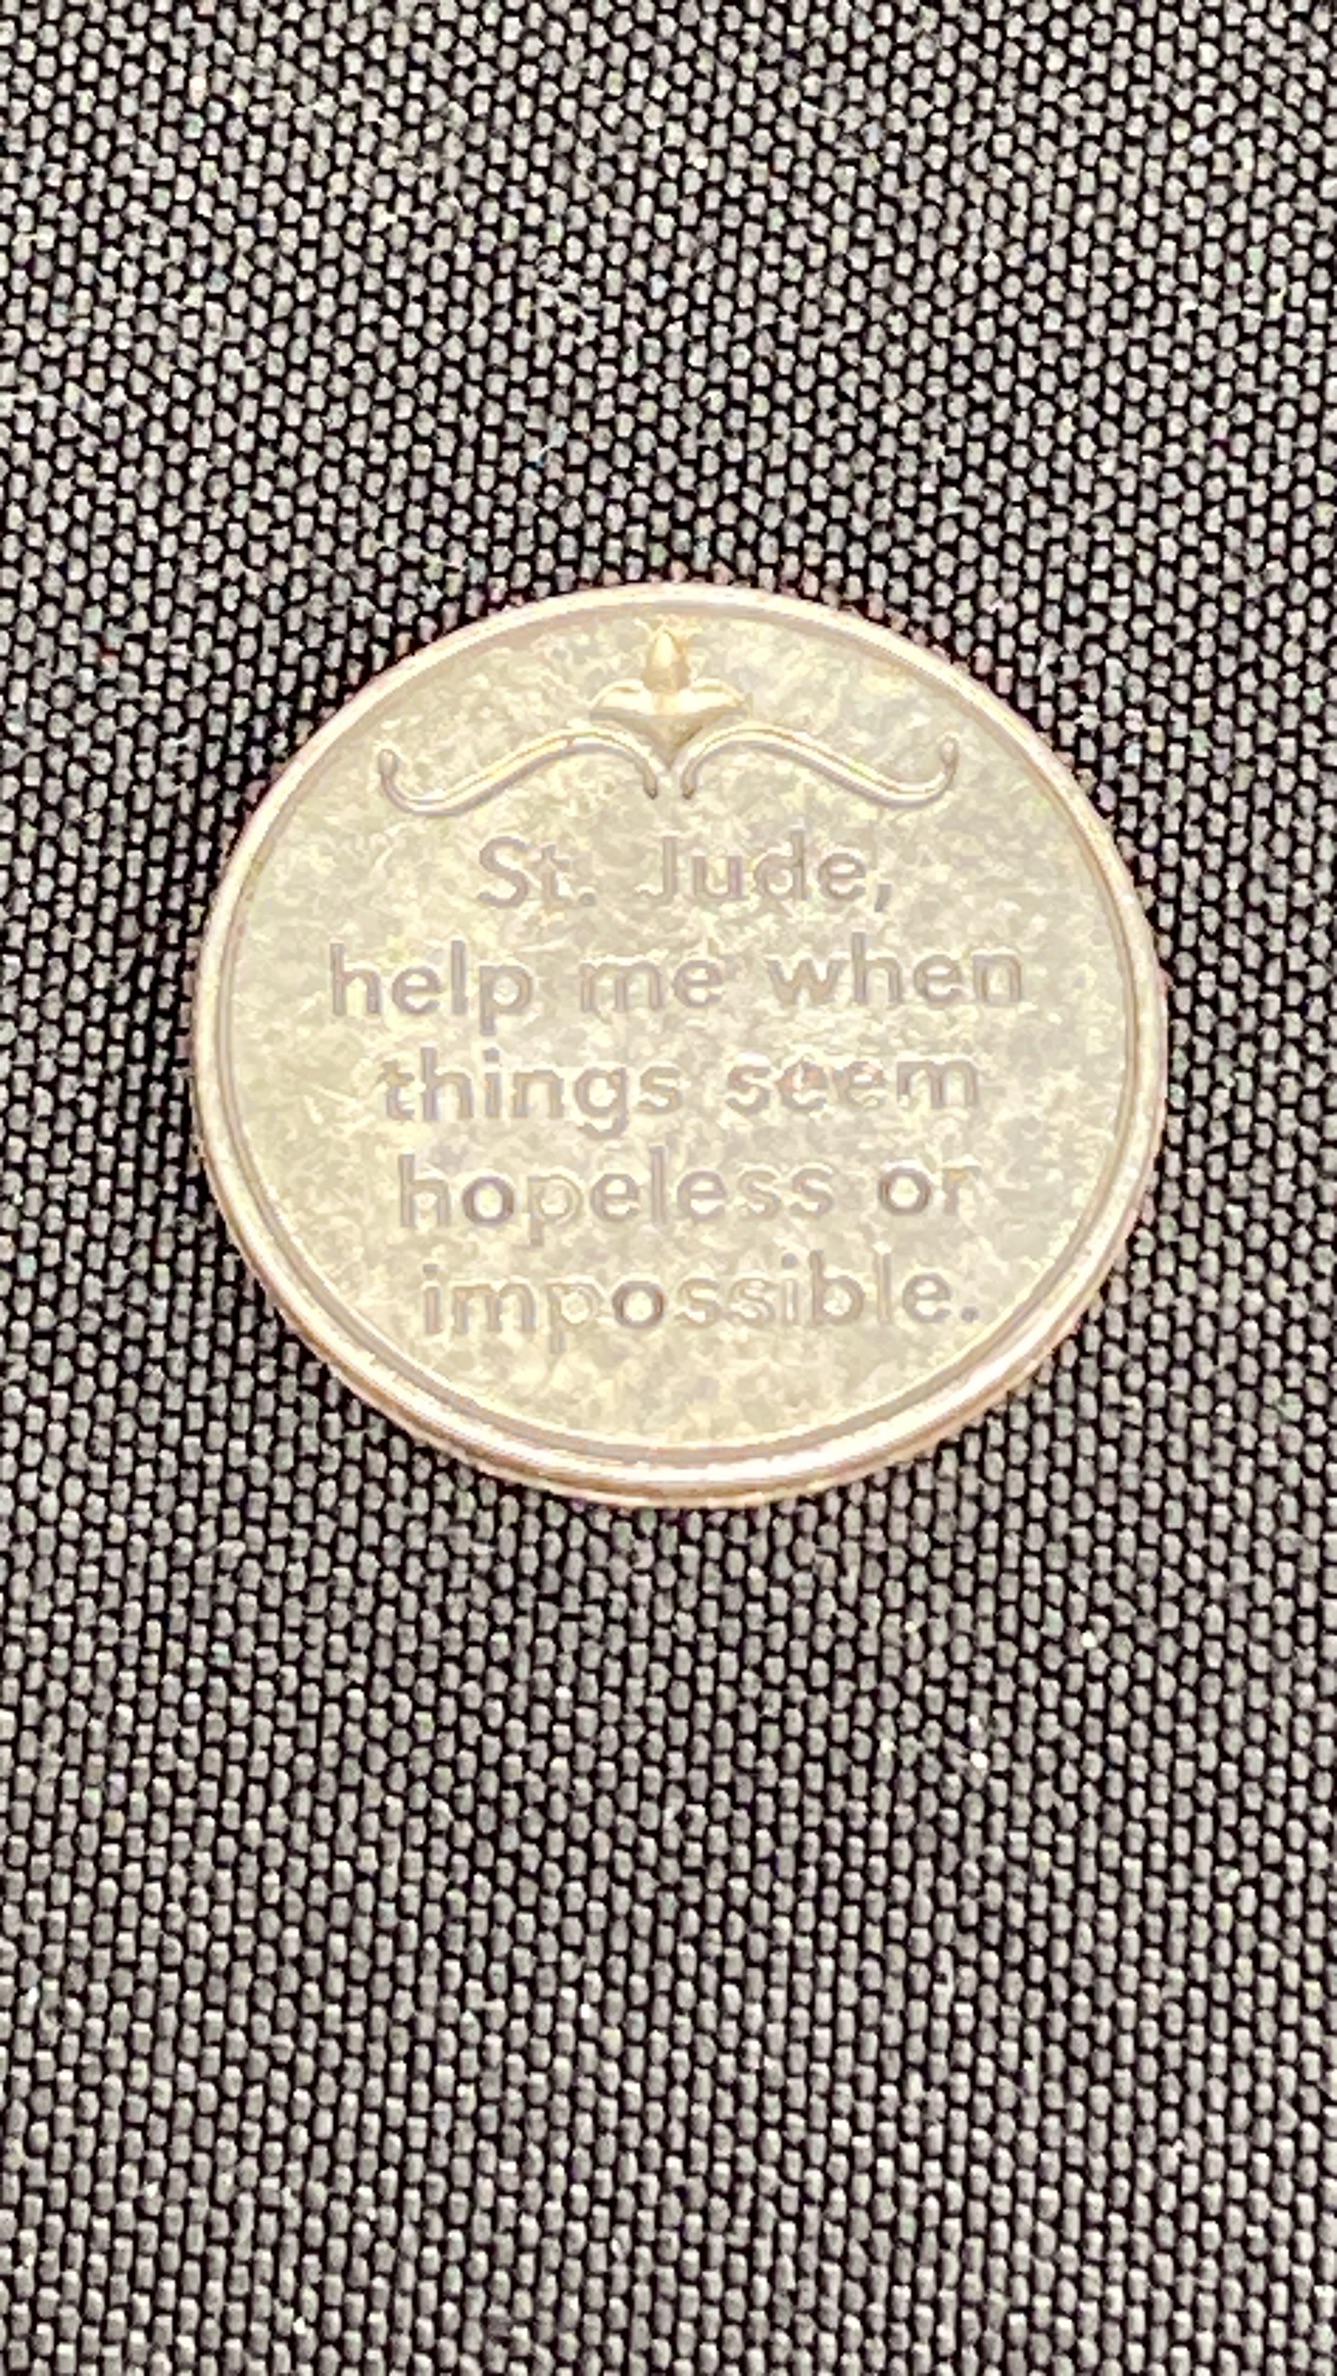 St. Jude,
help me when
things seem
hopeless or
impossible.